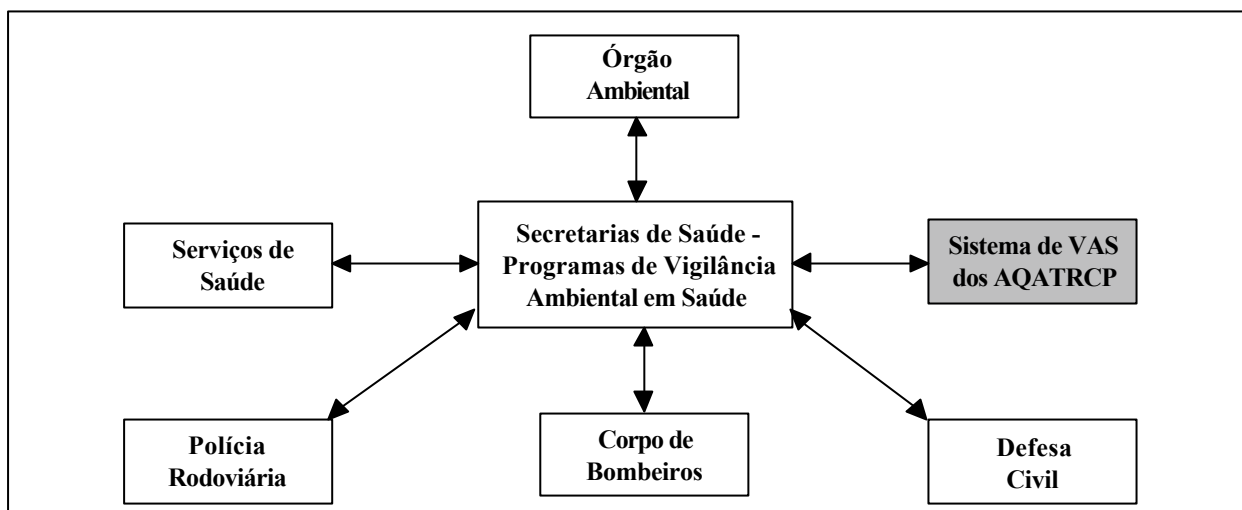 Órgão
Ambiental
Serviços de
Saúde
Secretarias de Saúde -
Programas de Vigilância
Ambiental em Saúde
Sistema de VAS
dos AQATRCP
Polícia
Rodoviária
Corpo de
Bombeiros
Defesa
Civil